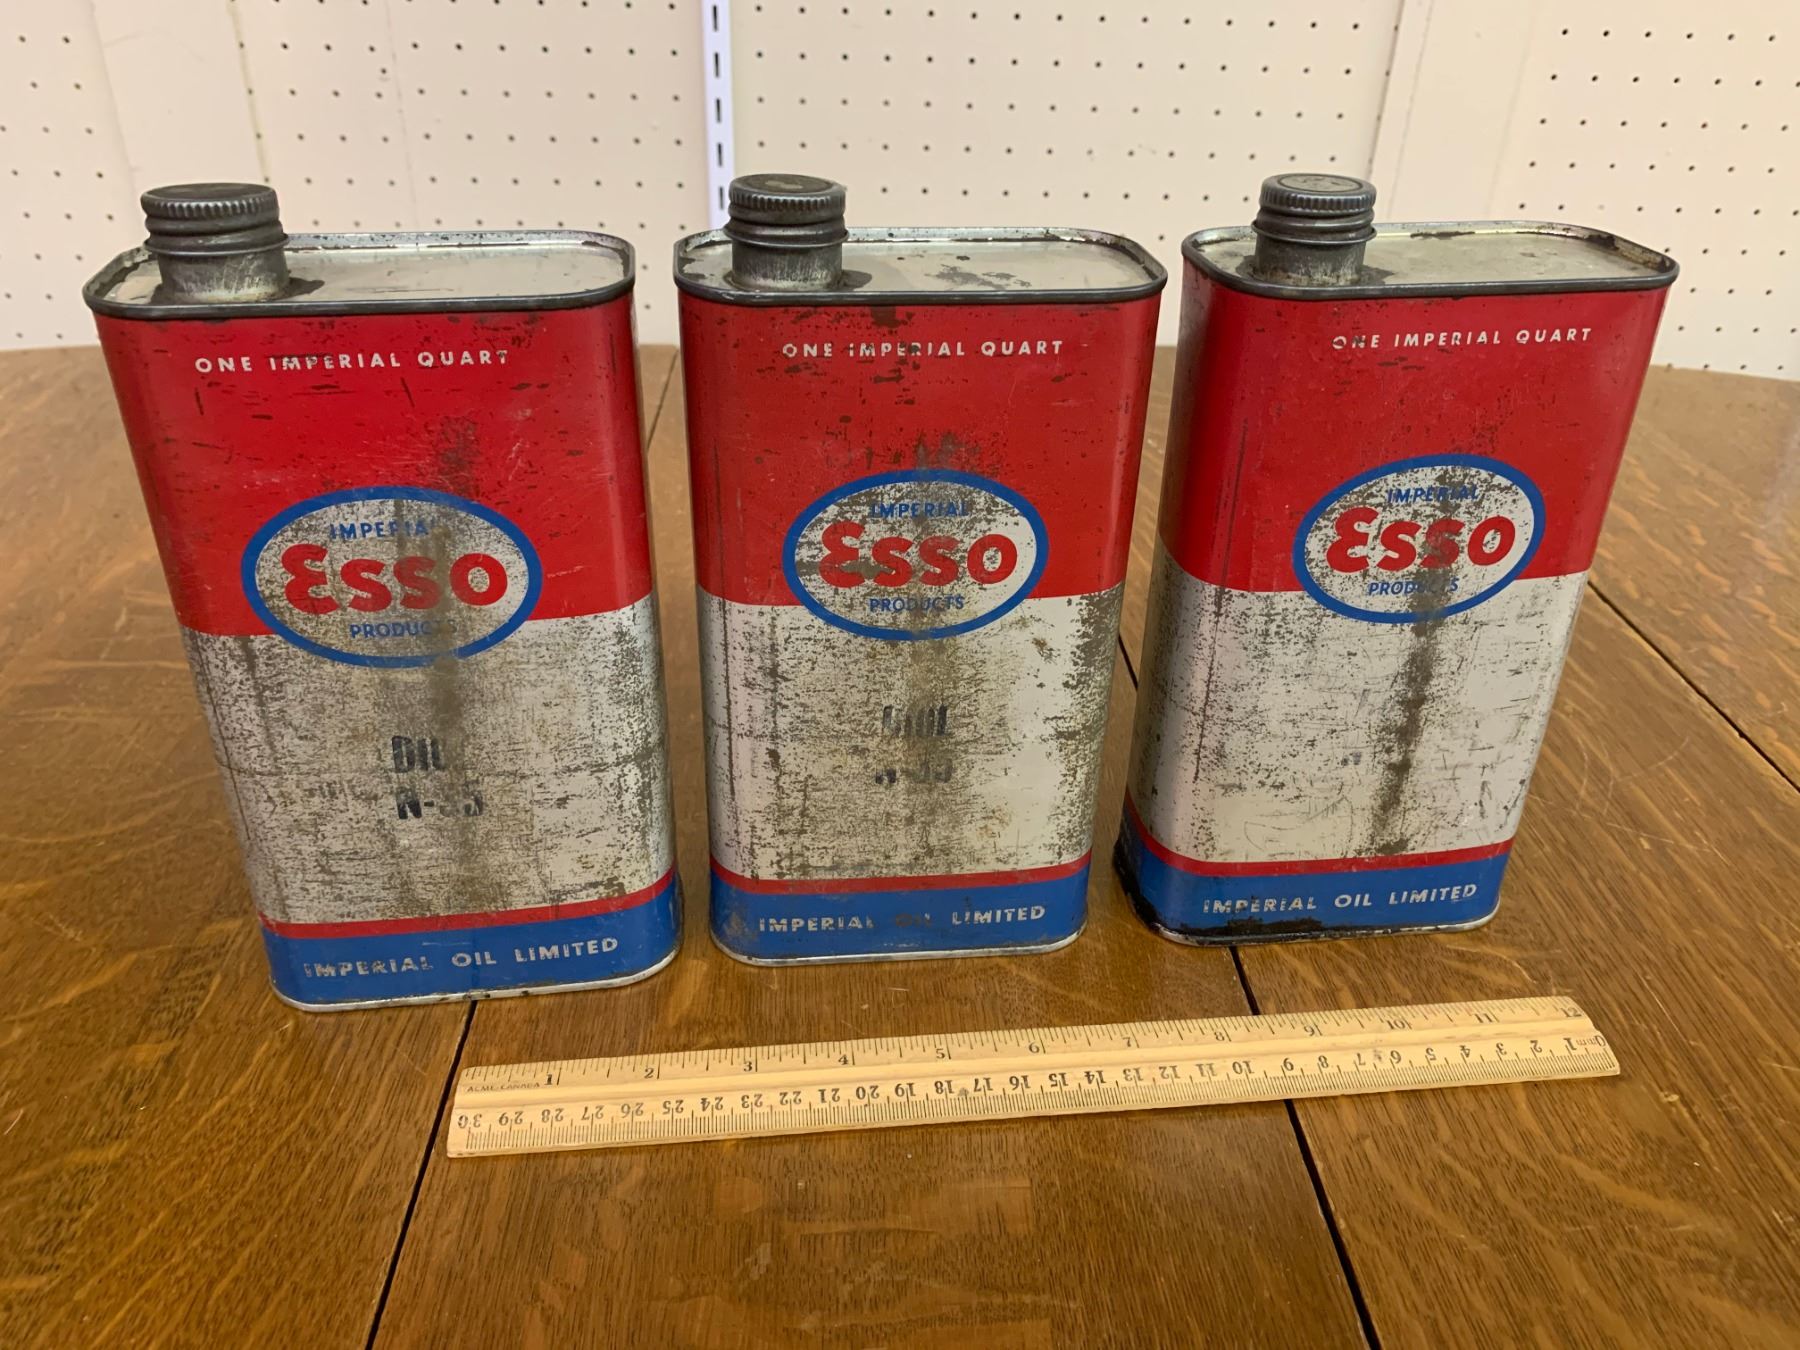 ONE IMPERIAL QUART
IMPERIAL
Esso
PRODUCTS
OIL
IMPERIAL OIL LIMITED
ONE IMPERIAL QUART
IMPERIAL
Esso
PRODUCTS
IMPERIAL OIL LIMITED
ONE IMPERIAL QUART
IMPERIAL
Esso
PRODUCTS
IMPERIAL OIL LIMITED
1 2 3 4 5 6 7 8 9 10 11 12
ACME-CANADA
30 29 28 27 26 25 24 23 22 21 20 19 18 17 16 15 14 13 12 11 10 9 8 7 6 5 4 3 2 1